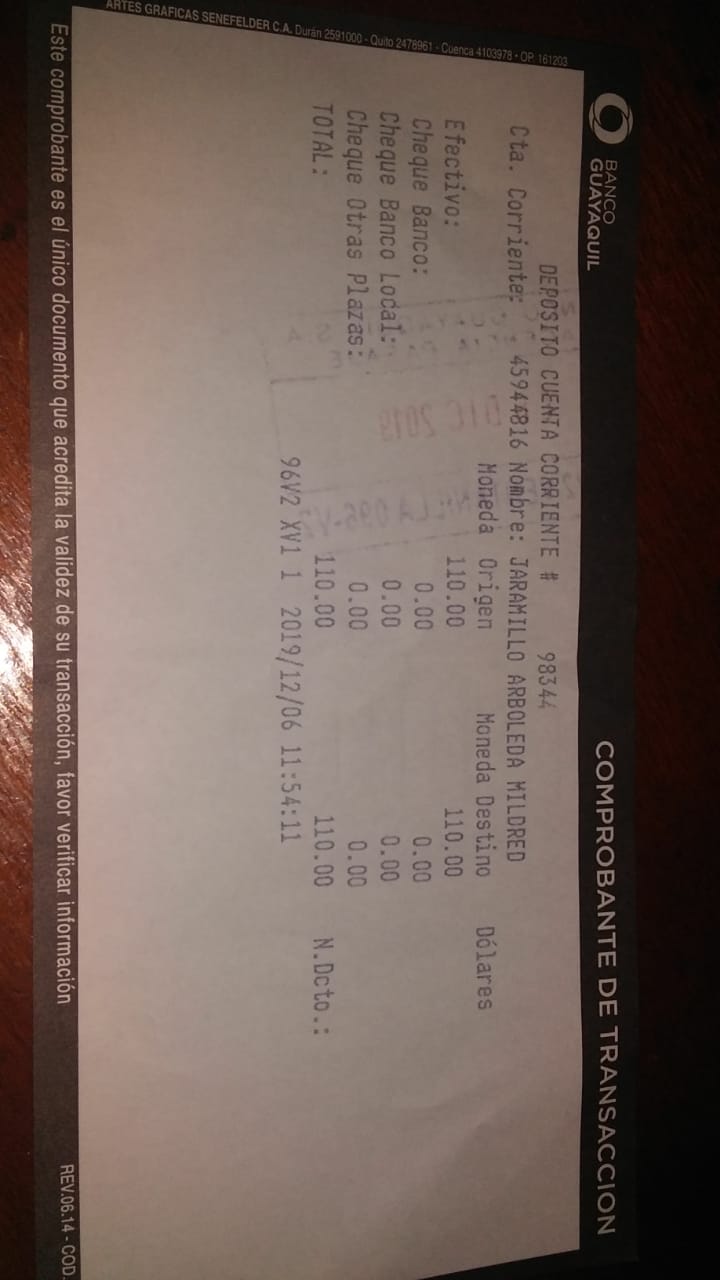 BANCO
GUAYAQUIL
COMPROBANTE DE TRANSACCION
DEPOSITO CUENTA CORRIENTE # 98344
Cta. Corriente: 45944816 Nombre: JARAMILLO ARBOLEDA MILDRED
Moneda Origen Moneda Destino Dólares
Efectivo: 110.00 110.00
Cheque Banco: 0.00 0.00
Cheque Banco Local: 0.00 0.00
Cheque Otras Plazas: 0.00 0.00
TOTAL: 110.00 110.00 N.Dcto.:
96V2 XV1 1 2019/12/06 11:54:11
Este comprobante es el único documento que acredita la validez de su transacción, favor verificar información
REV.06.14 - COD.
ARTES GRAFICAS SENEFELDER C.A. Durán 2591000 - Quito 2478961 - Cuenca 4103978 - OP. 161203
DIC 2019